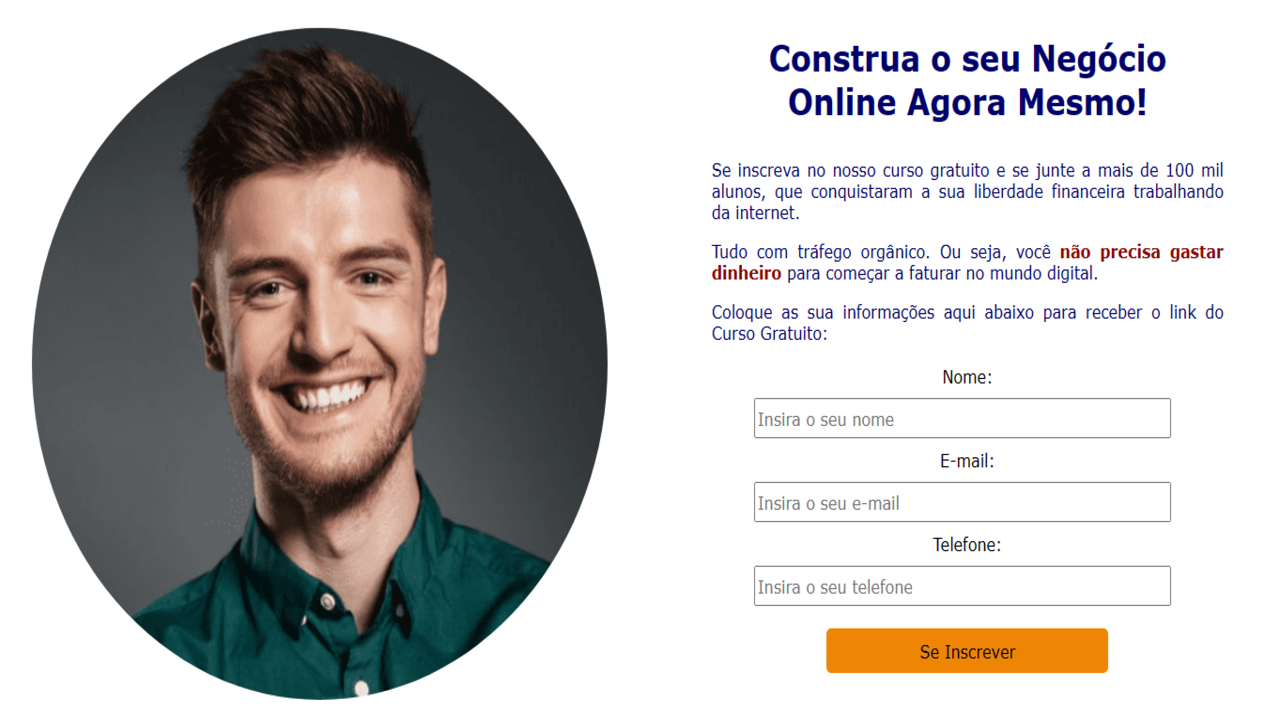 Construa o seu Negócio
Online Agora Mesmo!
Se inscreva no nosso curso gratuito e se junte a mais de 100 mil
alunos, que conquistaram a sua liberdade financeira trabalhando
da internet.
Tudo com tráfego orgânico. Ou seja, você não precisa gastar
dinheiro para começar a faturar no mundo digital.
Coloque as sua informações aqui abaixo para receber o link do
Curso Gratuito:
Nome:
Insira o seu nome
E-mail:
Insira o seu e-mail
Telefone:
Insira o seu telefone
Se Inscrever